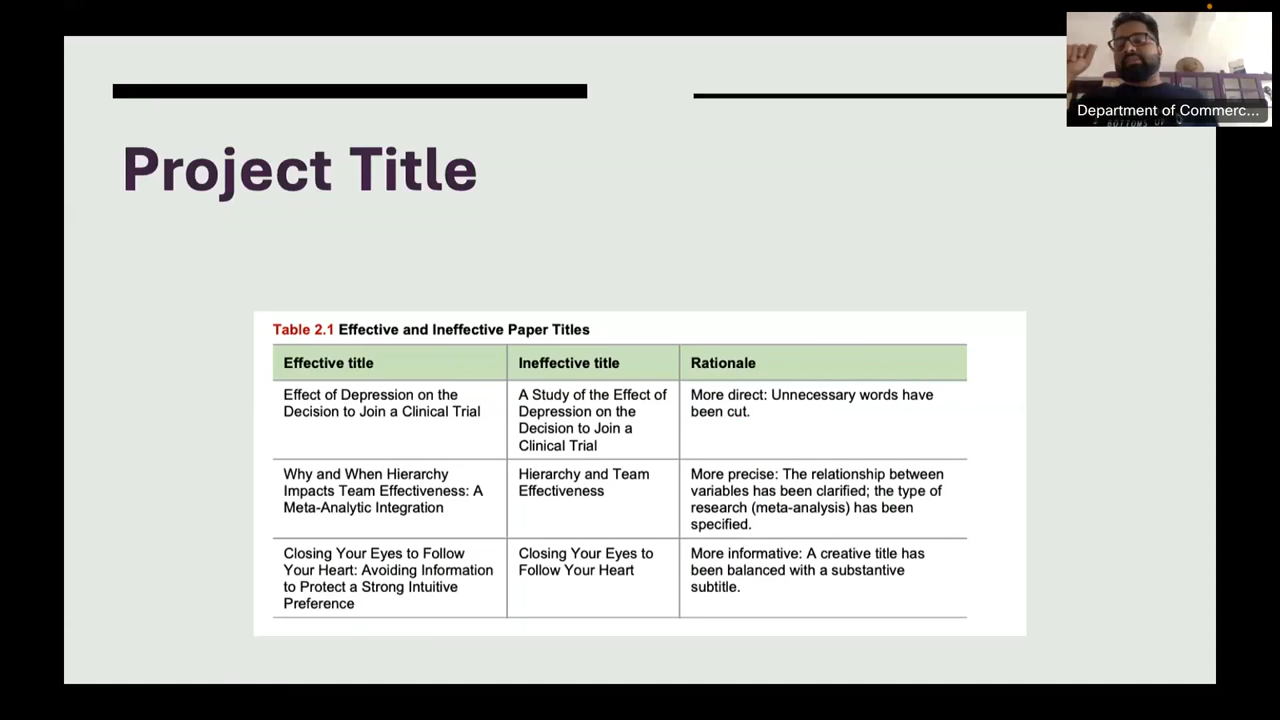 Department of Commerc...
Project Title
Table 2.1 Effective and Ineffective Paper Titles
Effective title
Ineffective title
Rationale
Effect of Depression on the
Decision to Join a Clinical Trial
A Study of the Effect of
Depression on the
Decision to Join a
Clinical Trial
More direct: Unnecessary words have
been cut.
Why and When Hierarchy
Impacts Team Effectiveness: A
Meta-Analytic Integration
Hierarchy and Team
Effectiveness
More precise: The relationship between
variables has been clarified; the type of
research (meta-analysis) has been
specified.
Closing Your Eyes to Follow
Your Heart: Avoiding Information
to Protect a Strong Intuitive
Preference
Closing Your Eyes to
Follow Your Heart
More informative: A creative title has
been balanced with a substantive
subtitle.